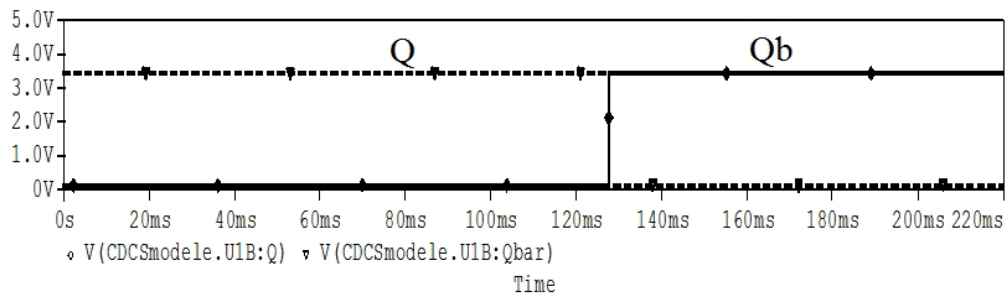 5.0V
Q Qb
4.0V
3.0V
2.0V
1.0V
0V
0s 20ms 40ms 60ms 80ms 100ms 120ms 140ms 160ms 180ms 200ms 220ms
V(CDCSmodele.U1B:Q) V(CDCSmodele.U1B:Qbar)
Time